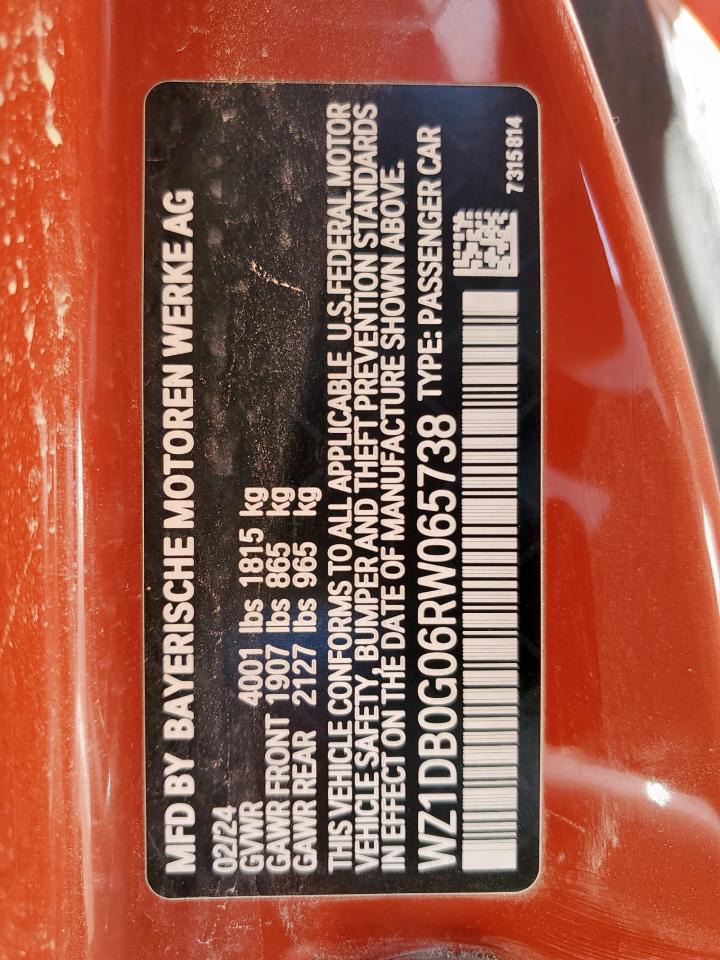 MFD BY BAYERISCHE MOTOREN WERKE AG
02/24
GVWR 4001 lbs 1815 kg
GAWR FRONT 1907 lbs 865 kg
GAWR REAR 2127 lbs 965 kg
THIS VEHICLE CONFORMS TO ALL APPLICABLE U.S.FEDERAL MOTOR
VEHICLE SAFETY, BUMPER AND THEFT PREVENTION STANDARDS
IN EFFECT ON THE DATE OF MANUFACTURE SHOWN ABOVE.
WZ1DB0G06RW065738 TYPE: PASSENGER CAR
7315814